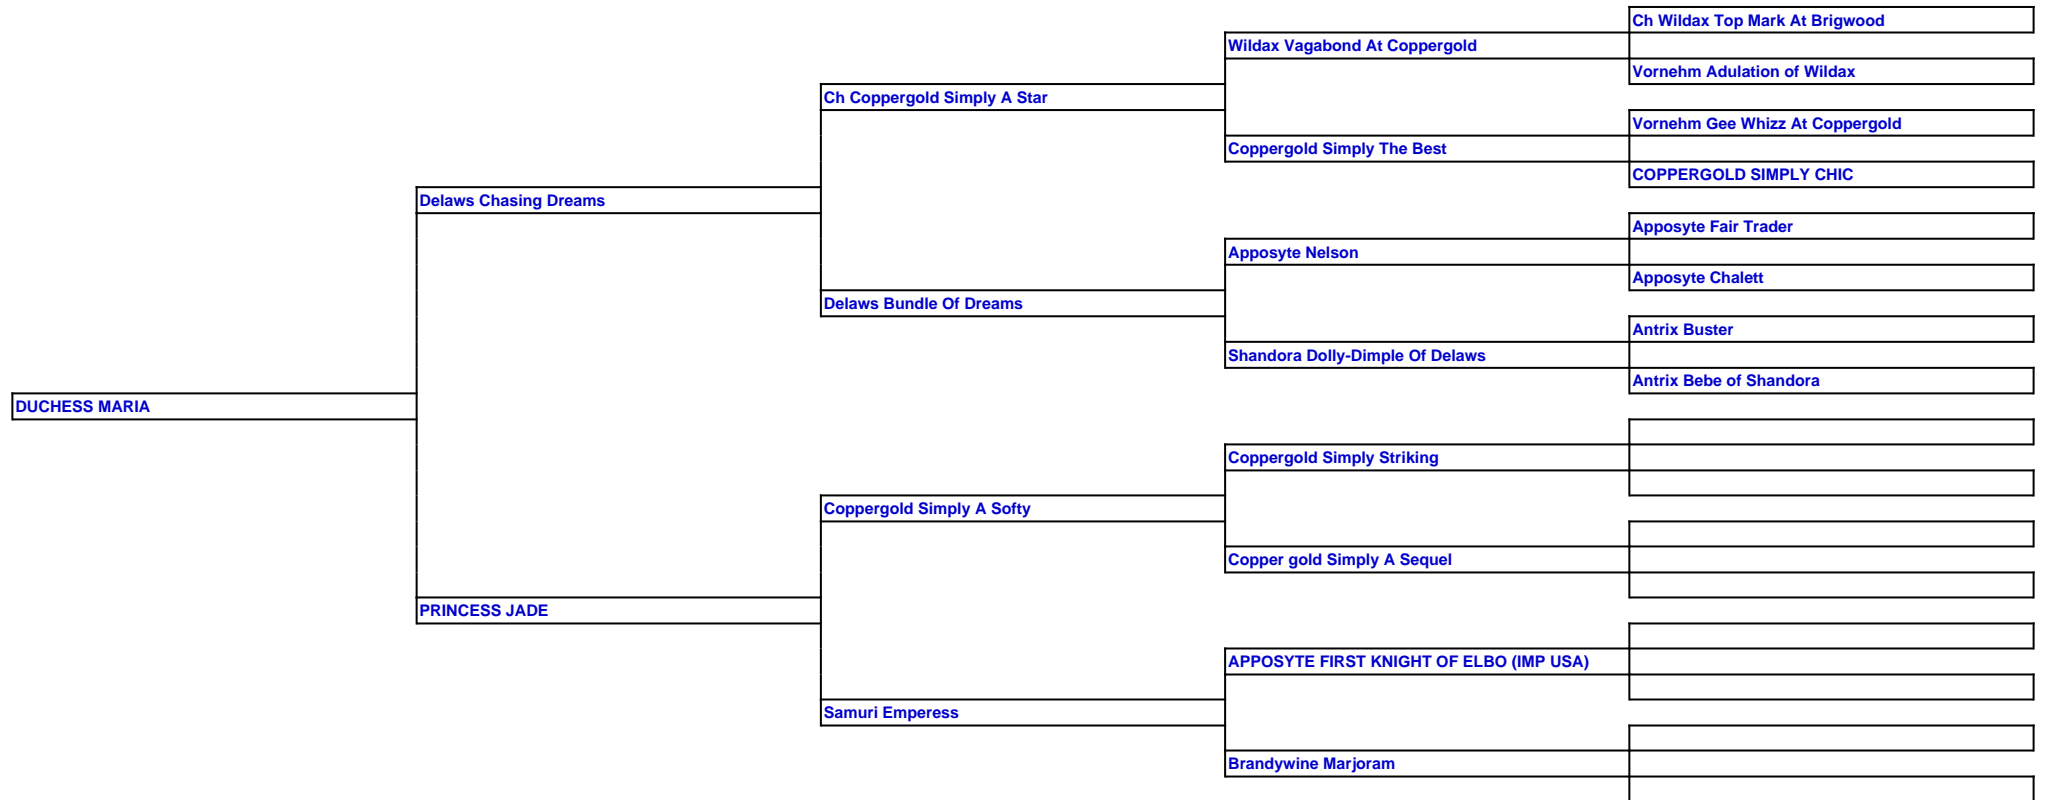 Ch Wildax Top Mark At Brigwood
Wildax Vagabond At Coppergold
Vornehm Adulation of Wildax
Ch Coppergold Simply A Star
Vornehm Gee Whizz At Coppergold
Coppergold Simply The Best
COPPERGOLD SIMPLY CHIC
Delaws Chasing Dreams
Apposyte Fair Trader
Apposyte Nelson
Apposyte Chalett
Delaws Bundle Of Dreams
Antrix Buster
Shandora Dolly-Dimple Of Delaws
Antrix Bebe of Shandora
DUCHESS MARIA
Coppergold Simply Striking
Coppergold Simply A Softy
Copper gold Simply A Sequel
PRINCESS JADE
APPOSYTE FIRST KNIGHT OF ELBO (IMP USA)
Samuri Emperess
Brandywine Marjoram